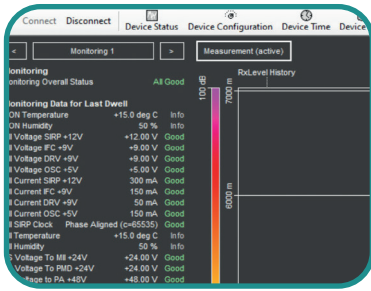 Connect Disconnect Device Status Device Configuration Device Time
< Monitoring 1 > Measurement (active)
RxLevel History
100 dB
7000 m
6000 m
Overall Status All Good
Monitoring Data for Last Dwell
Temperature +15.0 deg C Info
Humidity 50 % Info
Voltage SIRP +12V +12.00 V Good
Voltage IFC +9V +9.00 V Good
Voltage DRV +9V +9.00 V Good
Voltage OSC +5V +5.00 V Good
Current SIRP +12V 300 mA Good
Current IFC +9V 150 mA Good
Current DRV +9V 50 mA Good
Current OSC +5V 150 mA Good
SIRP Clock Phase Aligned (c=65535) Good
Temperature +15.0 deg C Info
Humidity 50 % Info
Voltage To MII +24V +24.00 V Good
Voltage To PMD +24V +24.00 V Good
to PA +48V +48.00 V Good